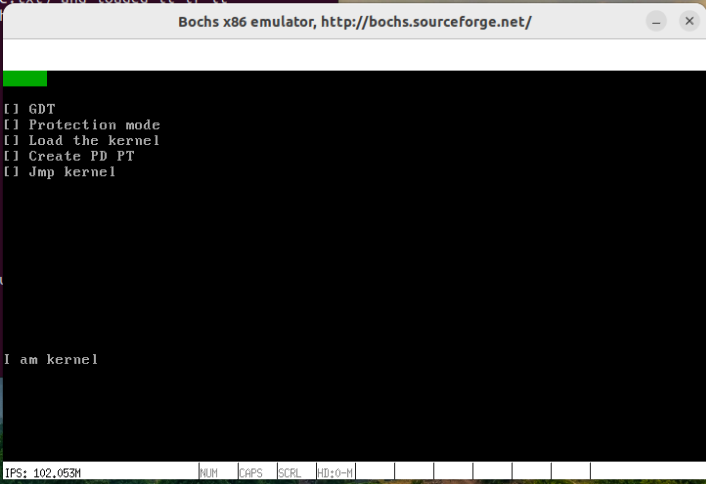 Bochs x86 emulator, http://bochs.sourceforge.net/
[] GDT
[] Protection mode
[] Load the kernel
[] Create PD PT
[] Jmp kernel
I am kernel
IPS: 102.053M NUM CAPS SCRL HD:0-M